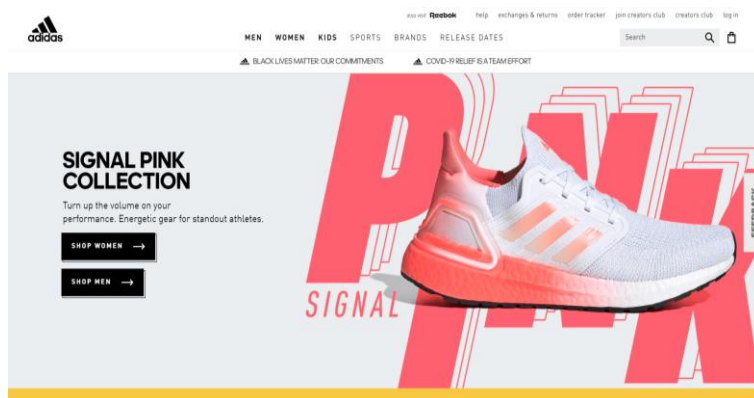 also visit Reebok help exchanges & returns order tracker join creators club creators club log in
adidas
MEN WOMEN KIDS SPORTS BRANDS RELEASE DATES
Search
BLACK LIVES MATTER: OUR COMMITMENTS COVID-19 RELIEF IS A TEAM EFFORT
SIGNAL PINK
COLLECTION
Turn up the volume on your
performance. Energetic gear for standout athletes.
SHOP WOMEN
SHOP MEN
PINK
SIGNAL
FEEDBACK